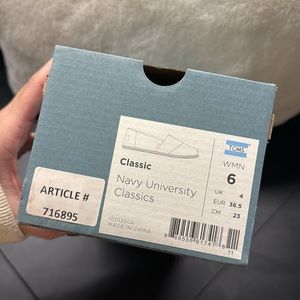 TOMS
WMN
Classic
6
Navy University
Classics
UK 4
EUR 36.5
CM 23
ARTICLE #
716895
MADE IN CHINA
11